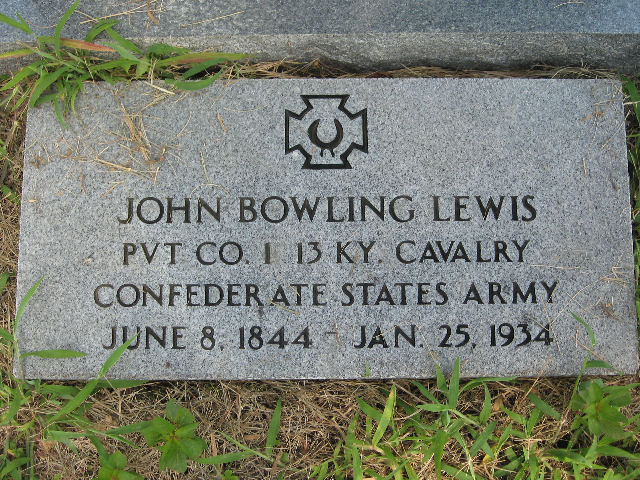 JOHN BOWLING LEWIS
PVT CO. I 13 KY. CAVALRY
CONFEDERATE STATES ARMY
JUNE 8, 1844 - JAN. 25, 1934